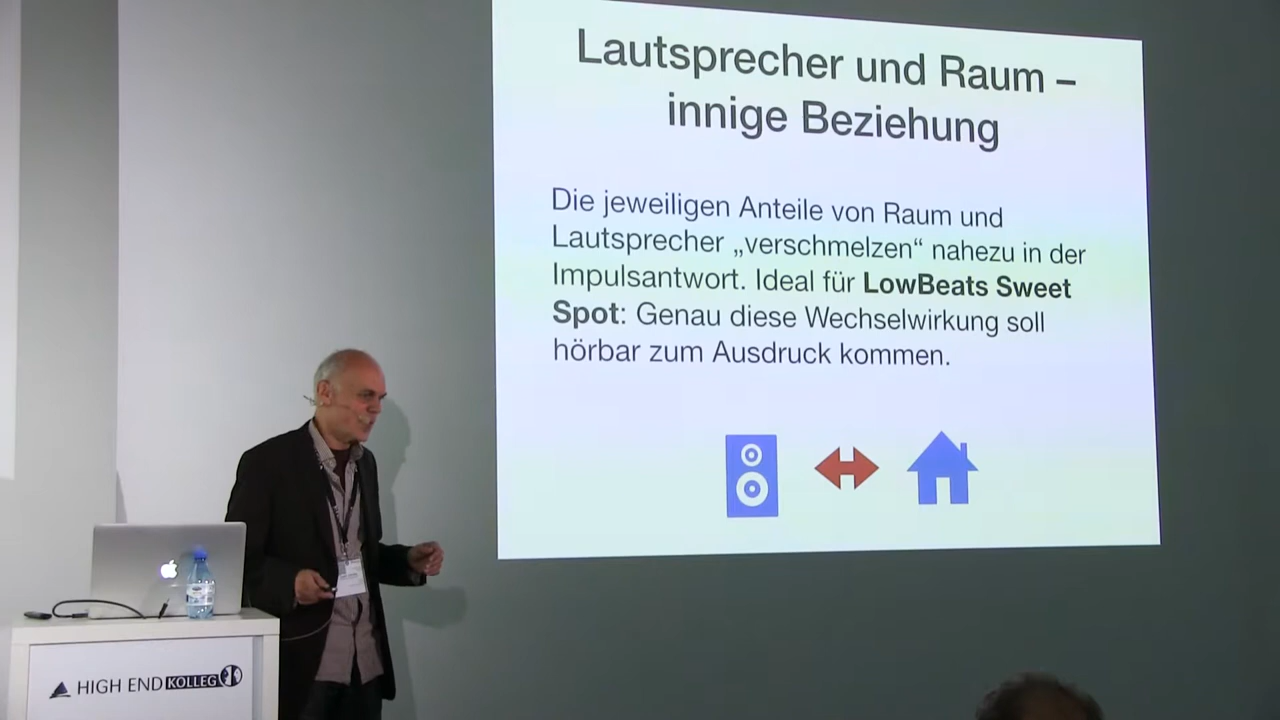 Lautsprecher und Raum –
innige Beziehung
Die jeweiligen Anteile von Raum und
Lautsprecher „verschmelzen“ nahezu in der
Impulsantwort. Ideal für LowBeats Sweet
Spot: Genau diese Wechselwirkung soll
hörbar zum Ausdruck kommen.
HIGH END KOLLEG